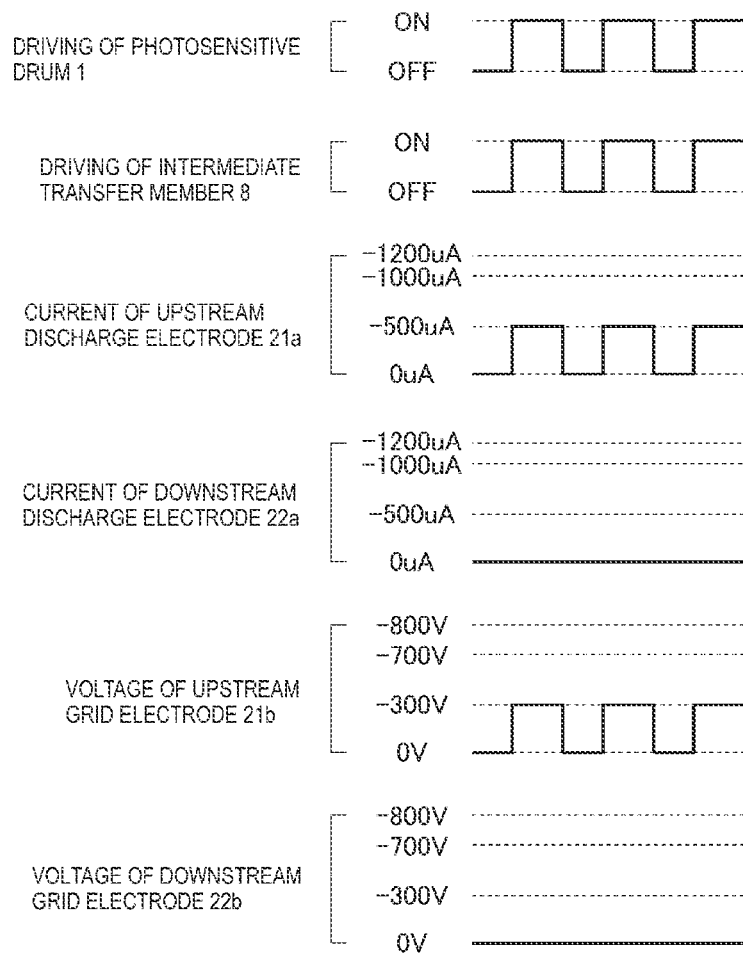 DRIVING OF PHOTOSENSITIVE
DRUM 1
ON
OFF
DRIVING OF INTERMEDIATE
TRANSFER MEMBER 8
ON
OFF
CURRENT OF UPSTREAM
DISCHARGE ELECTRODE 21a
-1200uA
-1000uA
-500uA
0uA
CURRENT OF DOWNSTREAM
DISCHARGE ELECTRODE 22a
-1200uA
-1000uA
-500uA
0uA
VOLTAGE OF UPSTREAM
GRID ELECTRODE 21b
-800V
-700V
-300V
0V
VOLTAGE OF DOWNSTREAM
GRID ELECTRODE 22b
-800V
-700V
-300V
0V